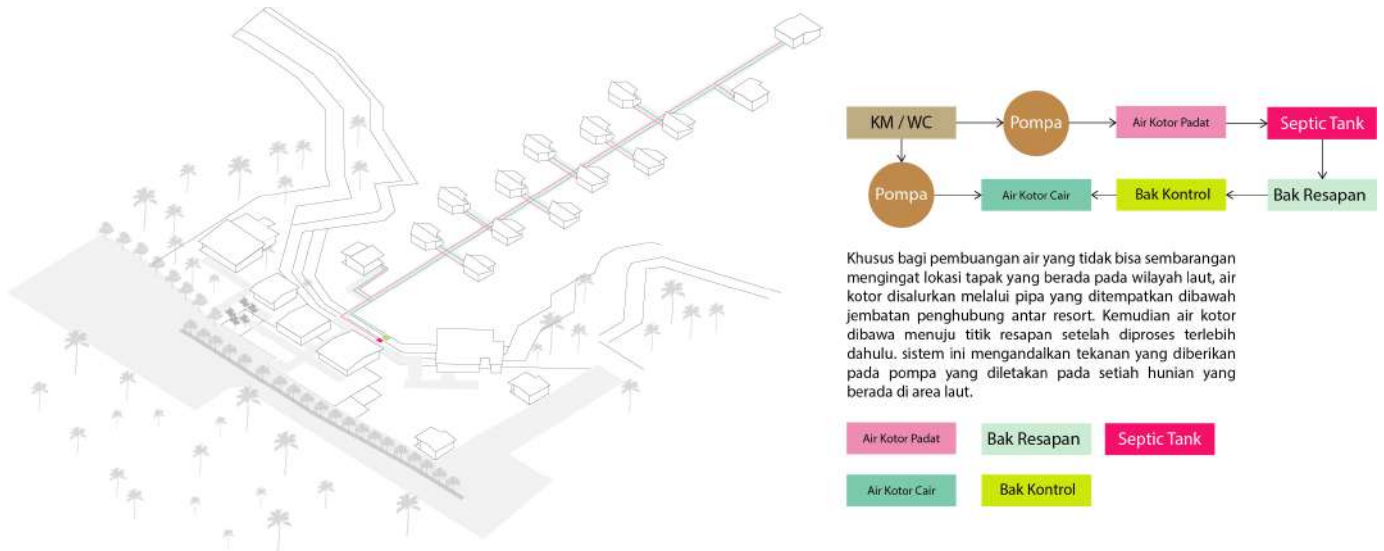 KM / WC
Pompa
Air Kotor Padat
Septic Tank
Pompa
Air Kotor Cair
Bak Kontrol
Bak Resapan
Khusus bagi pembuangan air yang tidak bisa sembarangan
mengingat lokasi tapak yang berada pada wilayah laut, air
kotor disalurkan melalui pipa yang ditempatkan dibawah
jembatan penghubung antar resort. Kemudian air kotor
dibawa menuju titik resapan setelah diproses terlebih
dahulu. sistem ini mengandalkan tekanan yang diberikan
pada pompa yang diletakan pada setiah hunian yang
berada di area laut.
Air Kotor Padat
Bak Resapan
Septic Tank
Air Kotor Cair
Bak Kontrol